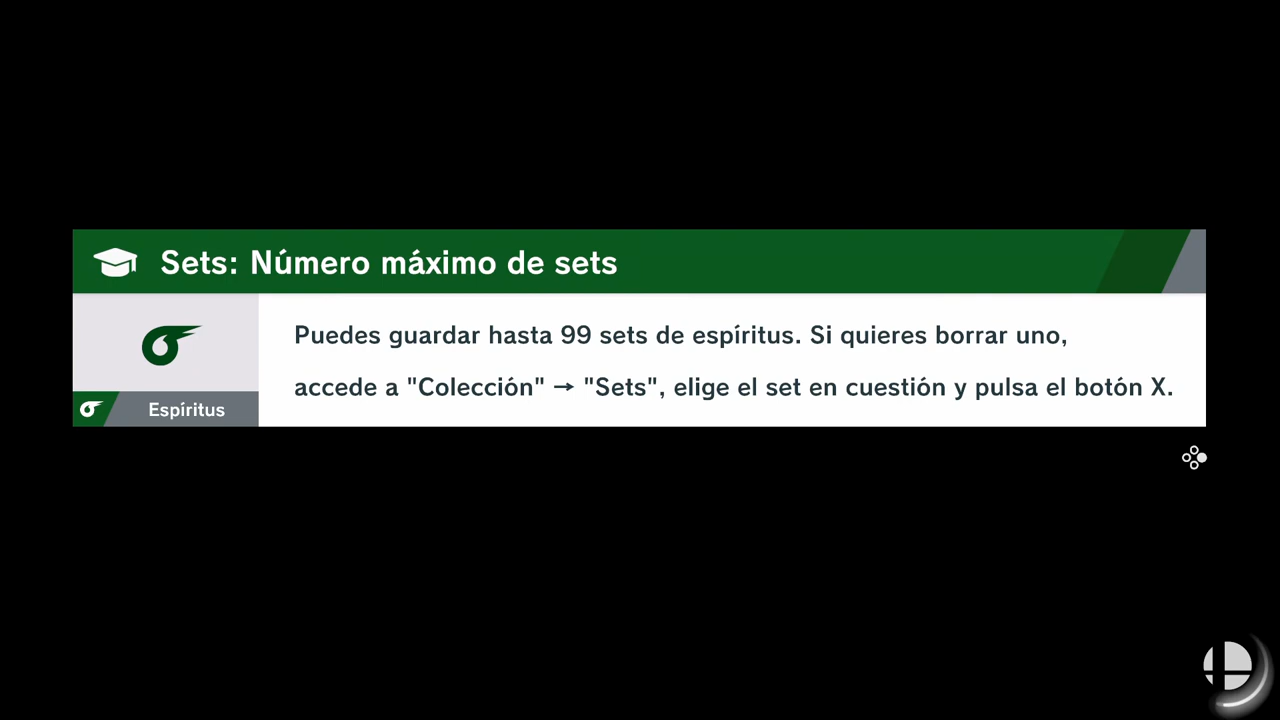 Sets: Número máximo de sets
Puedes guardar hasta 99 sets de espíritus. Si quieres borrar uno,
accede a "Colección" → "Sets", elige el set en cuestión y pulsa el botón X.
Espíritus